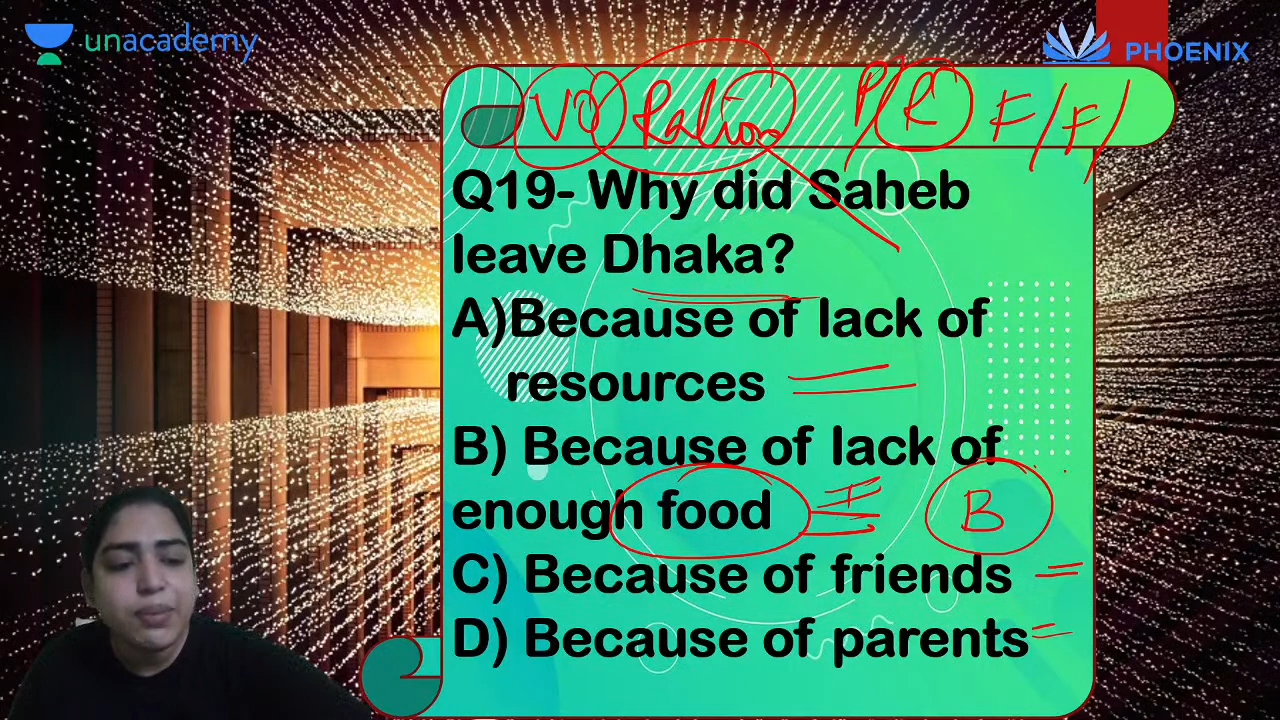 unacademy
PHOENIX
Ration P/R F/F/
Q19- Why did Saheb
leave Dhaka?
A)Because of lack of
resources
B) Because of lack of
enough food
B
C) Because of friends
D) Because of parents